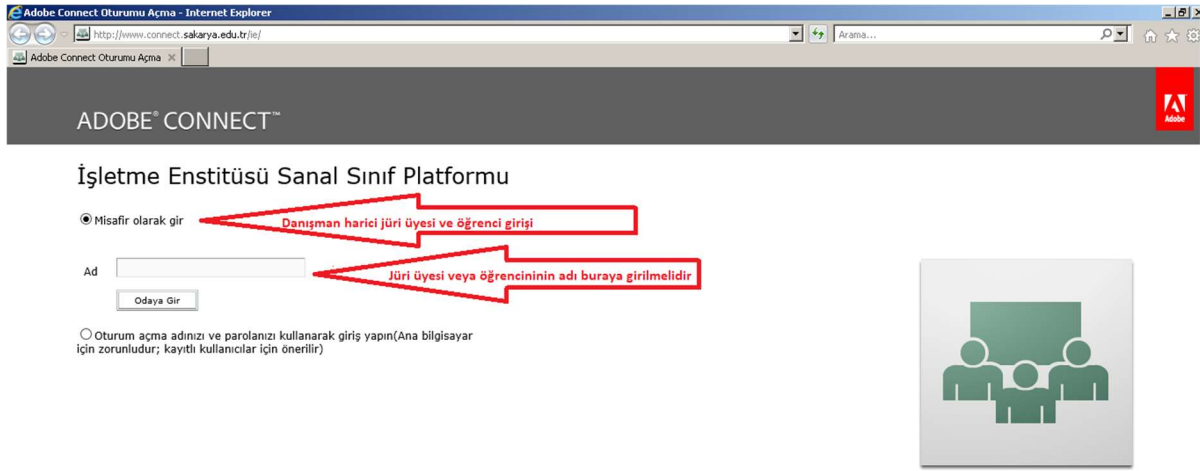 Adobe Connect Oturumu Açma - Internet Explorer
http://www.connect.sakarya.edu.tr/ie/
Arama...
Adobe Connect Oturumu Açma
ADOBE® CONNECT™
Adobe
İşletme Enstitüsü Sanal Sınıf Platformu
Misafir olarak gir
Danışman harici jüri üyesi ve öğrenci girişi
Ad
Jüri üyesi veya öğrencininin adı buraya girilmelidir
Odaya Gir
Oturum açma adınızı ve parolanızı kullanarak giriş yapın(Ana bilgisayar
için zorunludur; kayıtlı kullanıcılar için önerilir)